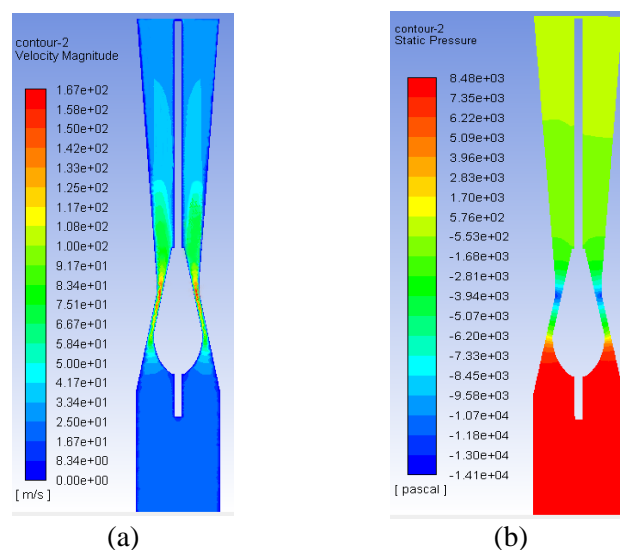 contour-2
Velocity Magnitude
1.67e+02
1.58e+02
1.50e+02
1.42e+02
1.33e+02
1.25e+02
1.17e+02
1.08e+02
1.00e+02
9.17e+01
8.34e+01
7.51e+01
6.67e+01
5.84e+01
5.00e+01
4.17e+01
3.34e+01
2.50e+01
1.67e+01
8.34e+00
0.00e+00
[ m/s ]
(a)
contour-2
Static Pressure
8.48e+03
7.35e+03
6.22e+03
5.09e+03
3.96e+03
2.83e+03
1.70e+03
5.76e+02
-5.53e+02
-1.68e+03
-2.81e+03
-3.94e+03
-5.07e+03
-6.20e+03
-7.33e+03
-8.45e+03
-9.58e+03
-1.07e+04
-1.18e+04
-1.30e+04
-1.41e+04
[ pascal ]
(b)